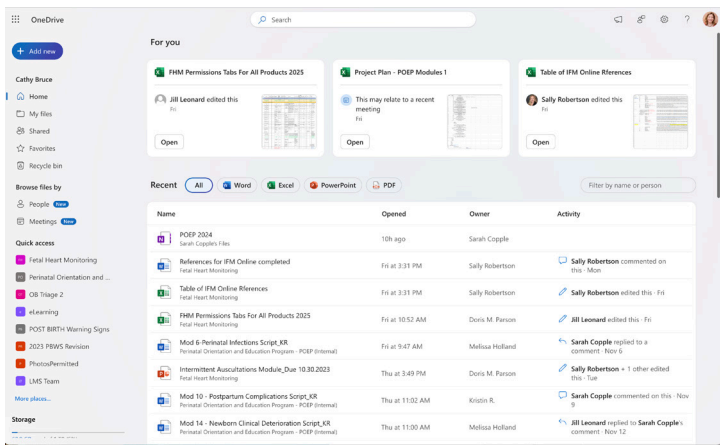 OneDrive
Search
?
Add new
Cathy Bruce
Home
My files
Shared
Favorites
Recycle bin
Browse files by
People New
Meetings New
Quick access
Fetal Heart Monitoring
Perinatal Orientation and ...
OB Triage 2
eLearning
POST BIRTH Warning Signs
2023 PBWS Revision
PhotosPermitted
LMS Team
More places...
Storage
For you
FHM Permissions Tabs For All Products 2025
Jill Leonard edited this
Fri
Open
Project Plan - POEP Modules 1
This may relate to a recent
meeting
Fri
Open
Table of IFM Online Rferences
Sally Robertson edited this
Fri
Open
Recent All Word Excel PowerPoint PDF Filter by name or person
Name Opened Owner Activity
POEP 2024 10h ago Sarah Copple
Sarah Copple's Files
References for IFM Online completed Fri at 3:31 PM Sally Robertson Sally Robertson commented on
Fetal Heart Monitoring this · Mon
Table of IFM Online Rferences Fri at 3:31 PM Sally Robertson Sally Robertson edited this · Fri
Fetal Heart Monitoring
FHM Permissions Tabs For All Products 2025 Fri at 10:52 AM Doris M. Parson Jill Leonard edited this · Fri
Fetal Heart Monitoring
Mod 6-Perinatal Infections Script_KR Fri at 9:47 AM Melissa Holland Sarah Copple replied to a
Perinatal Orientation and Education Program - POEP (Internal) comment · Nov 6
Intermittent Auscultations Module_Due 10.30.2023 Thu at 3:49 PM Doris M. Parson Sally Robertson + 1 other edited
Fetal Heart Monitoring this · Tue
Mod 10 - Postpartum Complications Script_KR Thu at 11:02 AM Kristin R. Sarah Copple commented on this · Nov
Perinatal Orientation and Education Program - POEP (Internal) 9
Mod 14 - Newborn Clinical Deterioration Script_KR Thu at 11:00 AM Melissa Holland Jill Leonard replied to Sarah Copple's
Perinatal Orientation and Education Program - POEP (Internal) comment · Nov 12